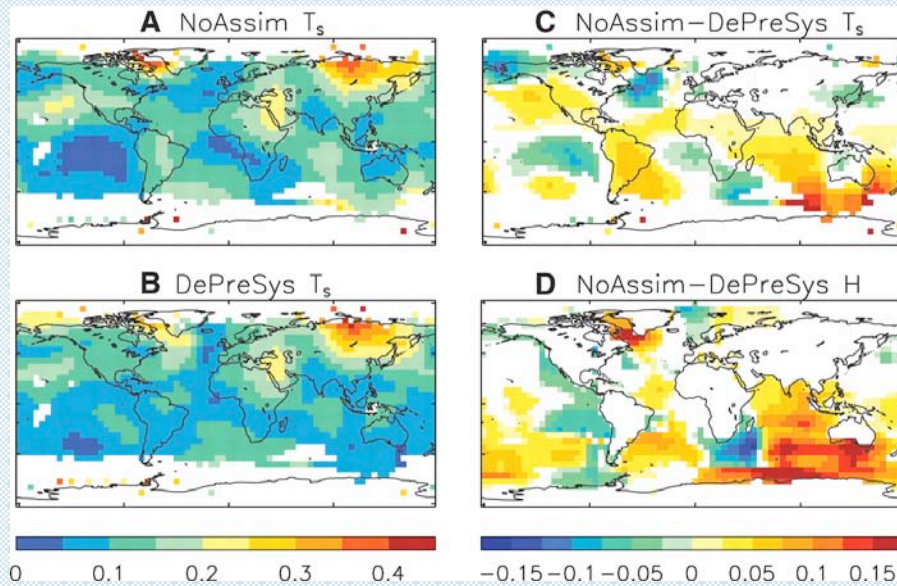 A NoAssim Ts
C NoAssim−DePreSys Ts
B DePreSys Ts
D NoAssim−DePreSys H
0 0.1 0.2 0.3 0.4
−0.15 −0.1 −0.05 0 0.05 0.1 0.15